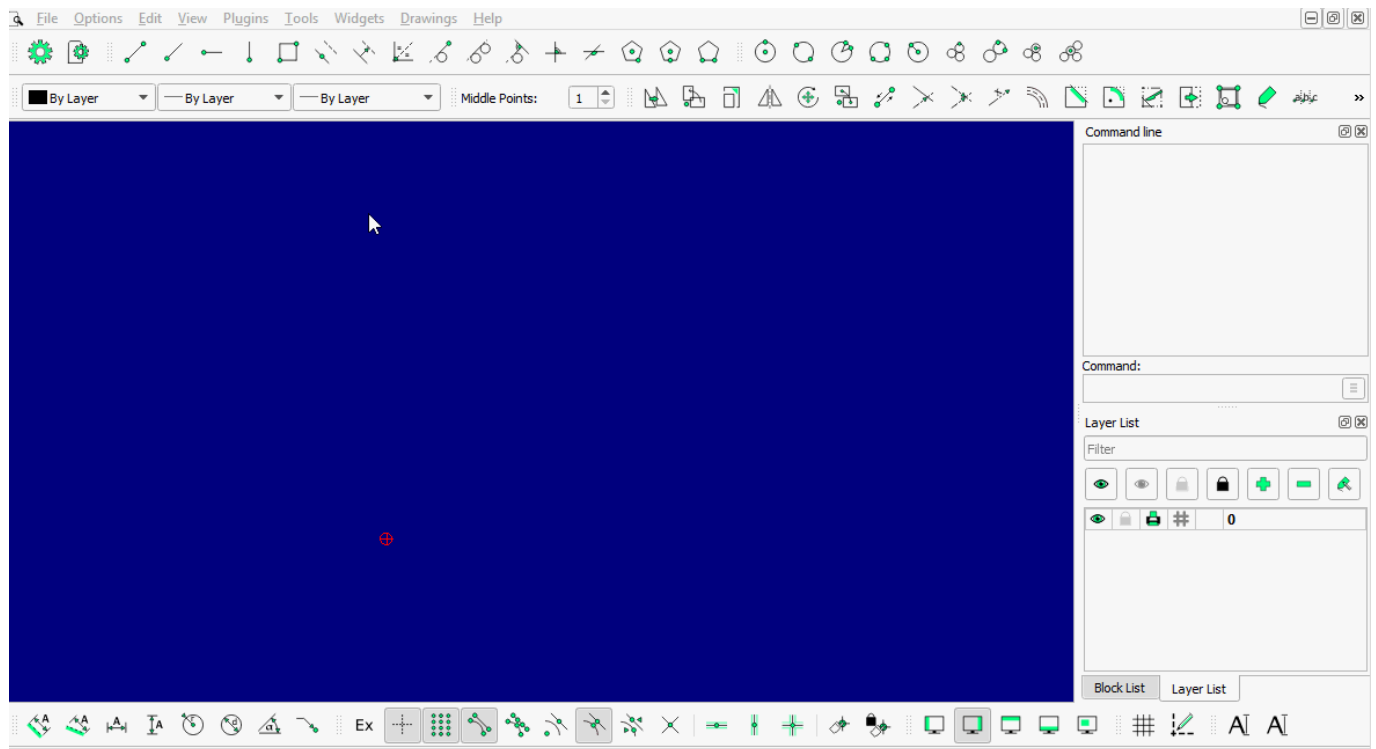 File Options Edit View Plugins Tools Widgets Drawings Help
By Layer By Layer By Layer Middle Points: 1 abc »
Command line
Command:
Layer List
Filter
0
Block List Layer List
Ex A A